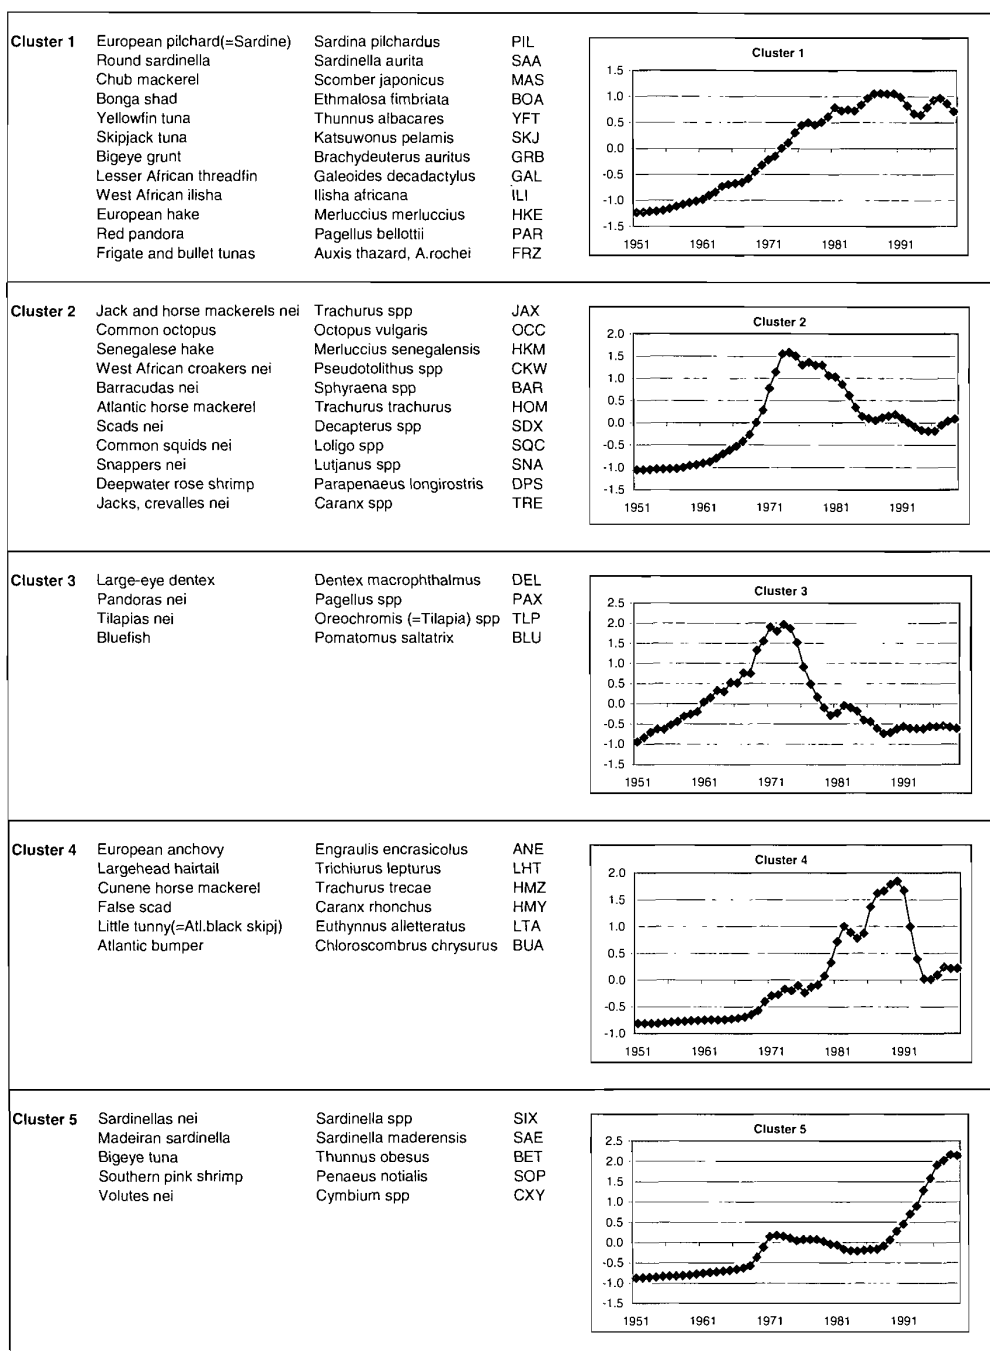 Cluster 1 European pilchard(=Sardine) Sardina pilchardus PIL
Round sardinella Sardinella aurita SAA
Chub mackerel Scomber japonicus MAS
Bonga shad Ethmalosa fimbriata BOA
Yellowfin tuna Thunnus albacares YFT
Skipjack tuna Katsuwonus pelamis SKJ
Bigeye grunt Brachydeuterus auritus GRB
Lesser African threadfin Galeoides decadactylus GAL
West African ilisha Ilisha africana ILI
European hake Merluccius merluccius HKE
Red pandora Pagellus bellottii PAR
Frigate and bullet tunas Auxis thazard, A.rochei FRZ
Cluster 1
1.5
1.0
0.5
0.0
-0.5
-1.0
-1.5
1951 1961 1971 1981 1991
Cluster 2 Jack and horse mackerels nei Trachurus spp JAX
Common octopus Octopus vulgaris OCC
Senegalese hake Merluccius senegalensis HKM
West African croakers nei Pseudotolithus spp CKW
Barracudas nei Sphyraena spp BAR
Atlantic horse mackerel Trachurus trachurus HOM
Scads nei Decapterus spp SDX
Common squids nei Loligo spp SQC
Snappers nei Lutjanus spp SNA
Deepwater rose shrimp Parapenaeus longirostris DPS
Jacks, crevalles nei Caranx spp TRE
Cluster 2
2.0
1.5
1.0
0.5
0.0
-0.5
-1.0
-1.5
1951 1961 1971 1981 1991
Cluster 3 Large-eye dentex Dentex macrophthalmus DEL
Pandoras nei Pagellus spp PAX
Tilapias nei Oreochromis (=Tilapia) spp TLP
Bluefish Pomatomus saltatrix BLU
Cluster 3
2.5
2.0
1.5
1.0
0.5
0.0
-0.5
-1.0
-1.5
1951 1961 1971 1981 1991
Cluster 4 European anchovy Engraulis encrasicolus ANE
Largehead hairtail Trichiurus lepturus LHT
Cunene horse mackerel Trachurus trecae HMZ
False scad Caranx rhonchus HMY
Little tunny(=Atl.black skipj) Euthynnus alletteratus LTA
Atlantic bumper Chloroscombrus chrysurus BUA
Cluster 4
2.0
1.5
1.0
0.5
0.0
-0.5
-1.0
1951 1961 1971 1981 1991
Cluster 5 Sardinellas nei Sardinella spp SIX
Madeiran sardinella Sardinella maderensis SAE
Bigeye tuna Thunnus obesus BET
Southern pink shrimp Penaeus notialis SOP
Volutes nei Cymbium spp CXY
Cluster 5
2.5
2.0
1.5
1.0
0.5
0.0
-0.5
-1.0
-1.5
1951 1961 1971 1981 1991